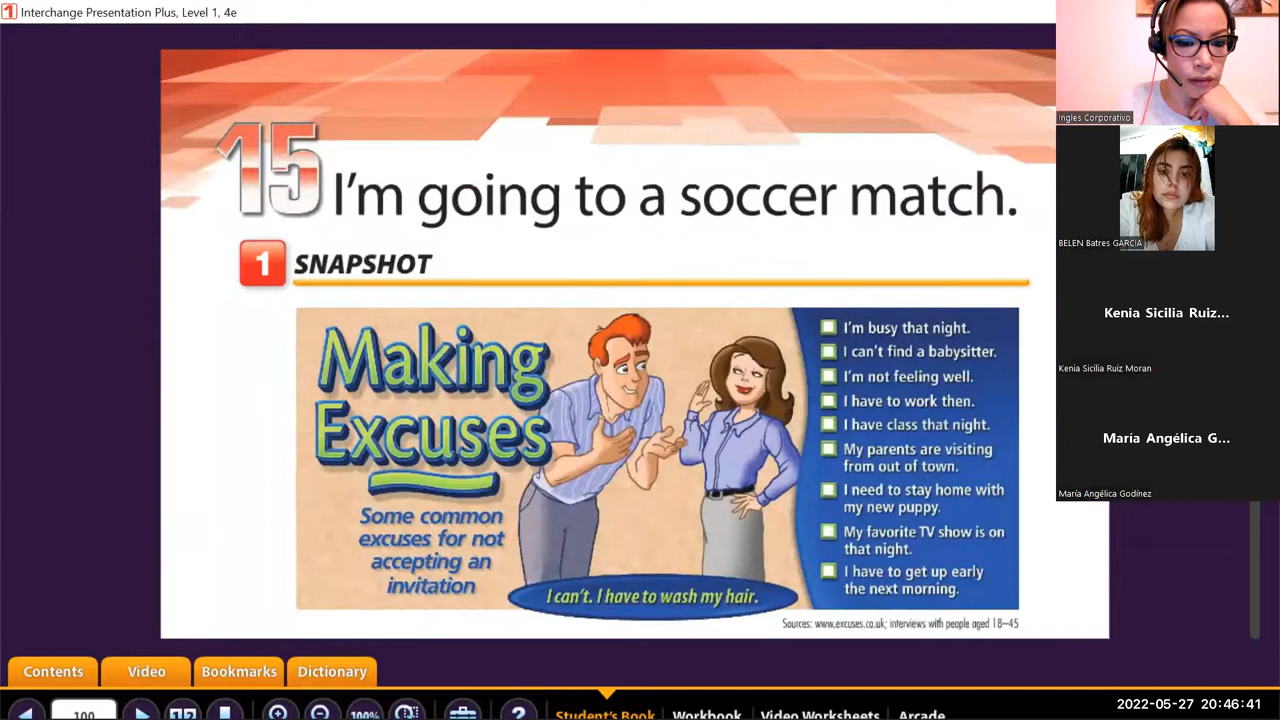 Interchange Presentation Plus, Level 1, 4e
15 I'm going to a soccer match.
1 SNAPSHOT
Making
Excuses
Some common
excuses for not
accepting an
invitation
I can't. I have to wash my hair.
I'm busy that night.
I can't find a babysitter.
I'm not feeling well.
I have to work then.
I have class that night.
My parents are visiting
from out of town.
I need to stay home with
my new puppy.
My favorite TV show is on
that night.
I have to get up early
the next morning.
Sources: www.excuses.co.uk; interviews with people aged 18–45
Ingles Corporativo
BELEN Batres GARCIA
Kenia Sicilia Ruiz...
Kenia Sicilia Ruiz Moran
María Angélica G...
María Angélica Godínez
Contents
Video
Bookmarks
Dictionary
100
100%
?
Student's Book
Workbook
Video Worksheets
Arcade
2022-05-27 20:46:41